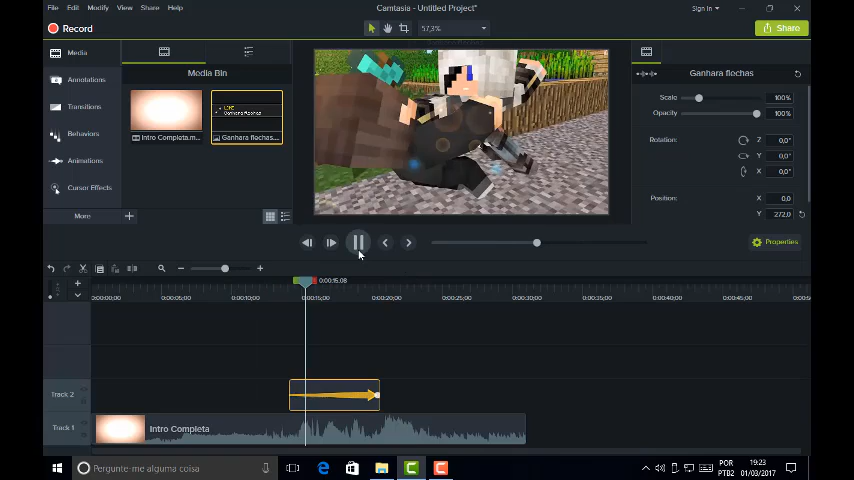 File Edit Modify View Share Help
Camtasia - Untitled Project*
Sign In
Record
57,3%
Share
Media
Annotations
Transitions
Behaviors
Animations
Cursor Effects
More
Media Bin
Intro Completa.m...
Ganhara flechas....
Ganhara flechas
Scale 100%
Opacity 100%
Rotation: Z 0,0°
Y 0,0°
X 0,0°
Position: X 0,0
Y 272,0
Properties
0:00:15;08
0:00:00;00 0:00:05;00 0:00:10;00 0:00:15;00 0:00:20;00 0:00:25;00 0:00:30;00 0:00:35;00 0:00:40;00 0:00:45;00
Track 2
Track 1
Intro Completa
Pergunte-me alguma coisa
POR
PTB2
19:23
01/03/2017